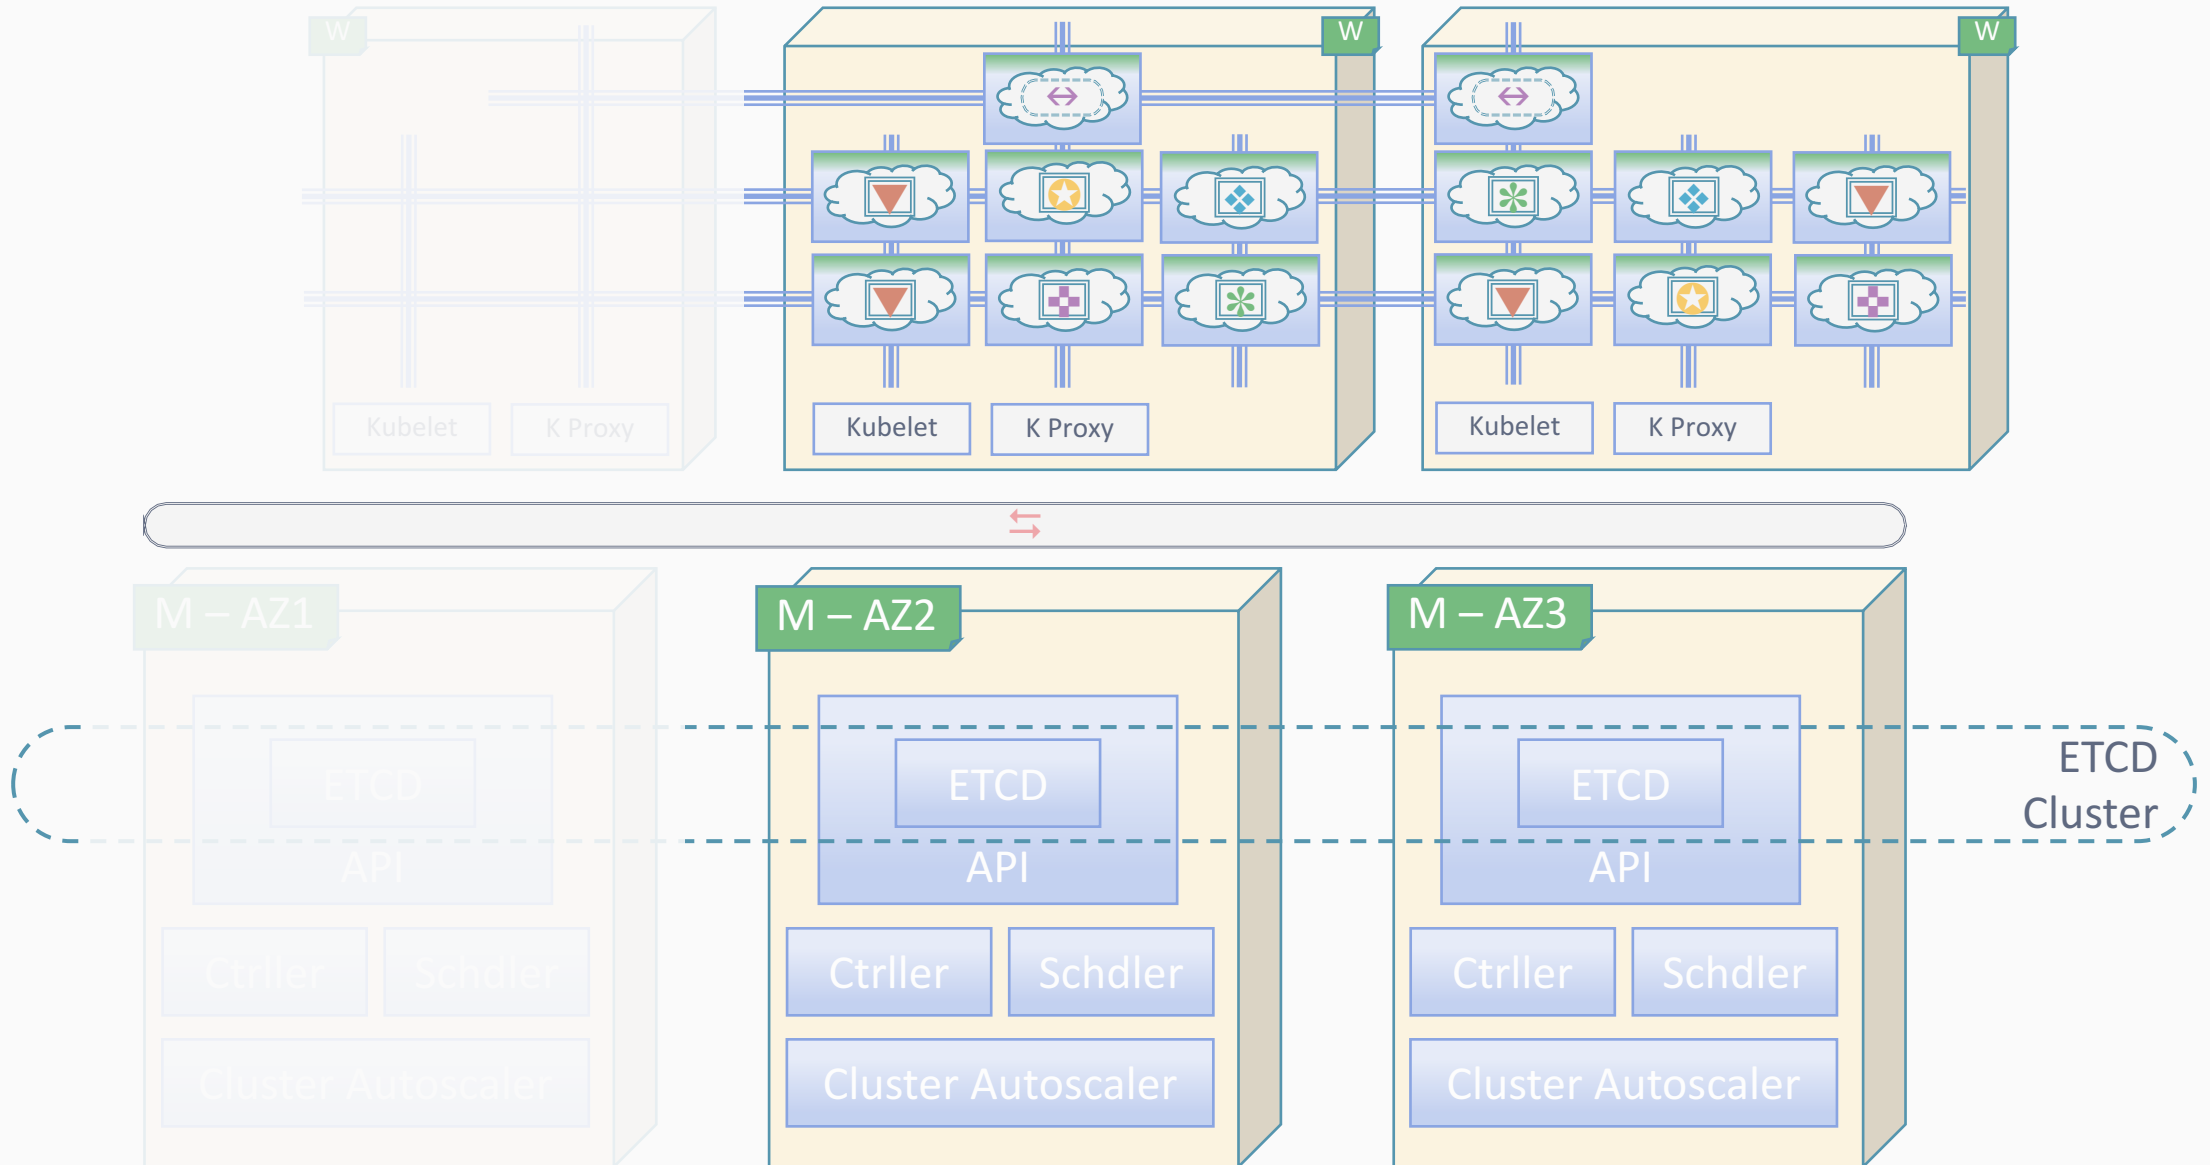 W
W
W
Kubelet
K Proxy
Kubelet
K Proxy
Kubelet
K Proxy
M – AZ1
M – AZ2
M – AZ3
ETCD
API
ETCD
API
ETCD
API
ETCD
Cluster
Ctrller
Schdler
Ctrller
Schdler
Ctrller
Schdler
Cluster Autoscaler
Cluster Autoscaler
Cluster Autoscaler